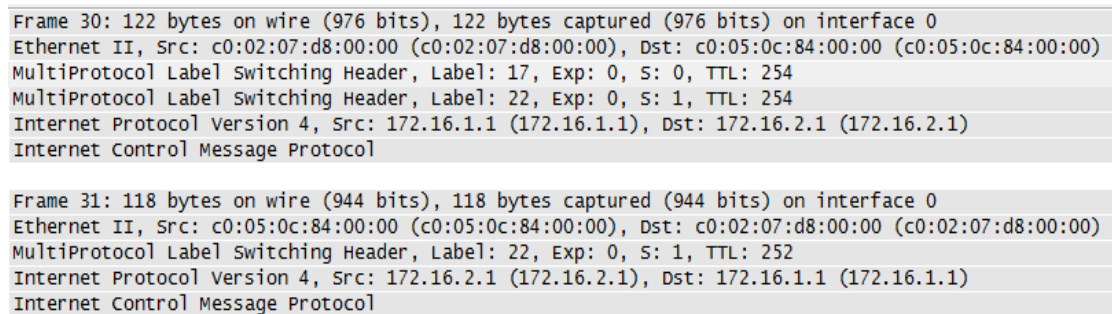 Frame 30: 122 bytes on wire (976 bits), 122 bytes captured (976 bits) on interface 0
Ethernet II, Src: c0:02:07:d8:00:00 (c0:02:07:d8:00:00), Dst: c0:05:0c:84:00:00 (c0:05:0c:84:00:00)
MultiProtocol Label Switching Header, Label: 17, Exp: 0, S: 0, TTL: 254
MultiProtocol Label Switching Header, Label: 22, Exp: 0, S: 1, TTL: 254
Internet Protocol Version 4, Src: 172.16.1.1 (172.16.1.1), Dst: 172.16.2.1 (172.16.2.1)
Internet Control Message Protocol
Frame 31: 118 bytes on wire (944 bits), 118 bytes captured (944 bits) on interface 0
Ethernet II, Src: c0:05:0c:84:00:00 (c0:05:0c:84:00:00), Dst: c0:02:07:d8:00:00 (c0:02:07:d8:00:00)
MultiProtocol Label Switching Header, Label: 22, Exp: 0, S: 1, TTL: 252
Internet Protocol Version 4, Src: 172.16.2.1 (172.16.2.1), Dst: 172.16.1.1 (172.16.1.1)
Internet Control Message Protocol